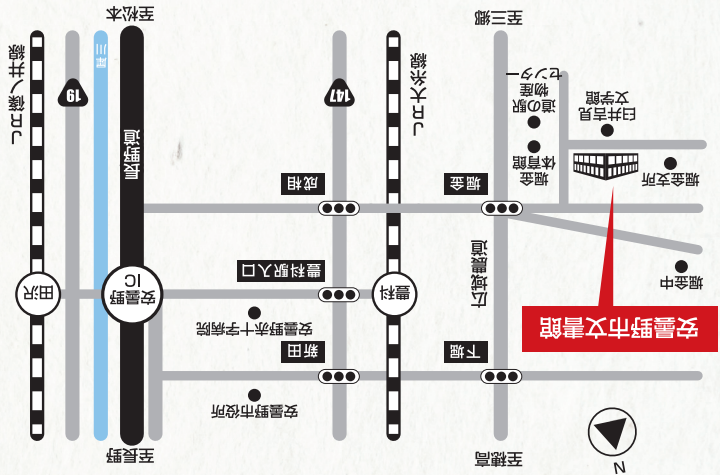 N
至穂高
至長野
安曇野市役所
下堀
新田
安曇野市文書館
安曇野赤十字病院
堀金中
広域農道
豊科
豊科駅入口
安曇野
IC
田沢
堀金支所
堀金
体育館
堀金
成相
臼井吉見
文学館
道の駅
物産
センター
長野道
JR大糸線
147
19
犀川
JR篠ノ井線
至三郷
至松本